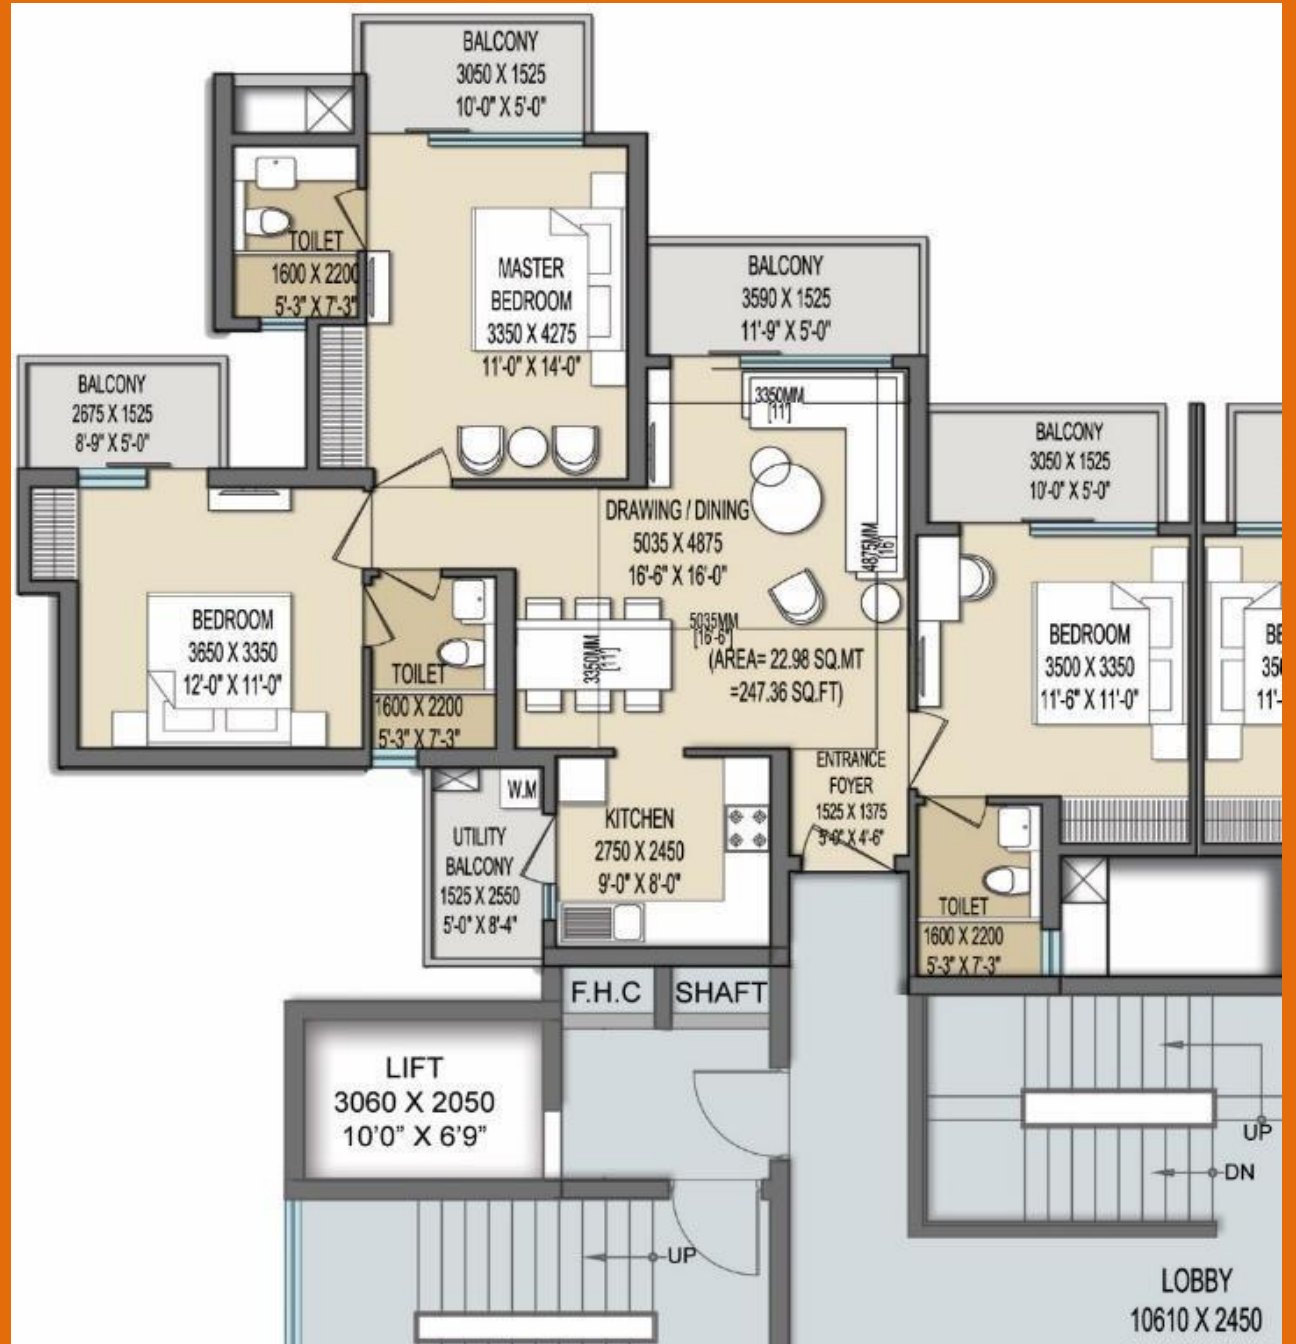 BALCONY
3050 X 1525
10'-0" X 5'-0"
TOILET
1600 X 2200
5'-3" X 7'-3"
MASTER
BEDROOM
3350 X 4275
11'-0" X 14'-0"
BALCONY
3590 X 1525
11'-9" X 5'-0"
BALCONY
2675 X 1525
8'-9" X 5'-0"
3350MM
[11']
BALCONY
3050 X 1525
10'-0" X 5'-0"
DRAWING / DINING
5035 X 4875
16'-6" X 16'-0"
4875MM
[16']
BEDROOM
3650 X 3350
12'-0" X 11'-0"
5035MM
[16'-6"]
3350MM
[11']
(AREA= 22.98 SQ.MT
=247.36 SQ.FT)
BEDROOM
3500 X 3350
11'-6" X 11'-0"
TOILET
1600 X 2200
5'-3" X 7'-3"
ENTRANCE
FOYER
1525 X 1375
5'-0" X 4'-6"
W.M
UTILITY
BALCONY
1525 X 2550
5'-0" X 8'-4"
KITCHEN
2750 X 2450
9'-0" X 8'-0"
TOILET
1600 X 2200
5'-3" X 7'-3"
F.H.C
SHAFT
LIFT
3060 X 2050
10'0" X 6'9"
UP
DN
UP
LOBBY
10610 X 2450